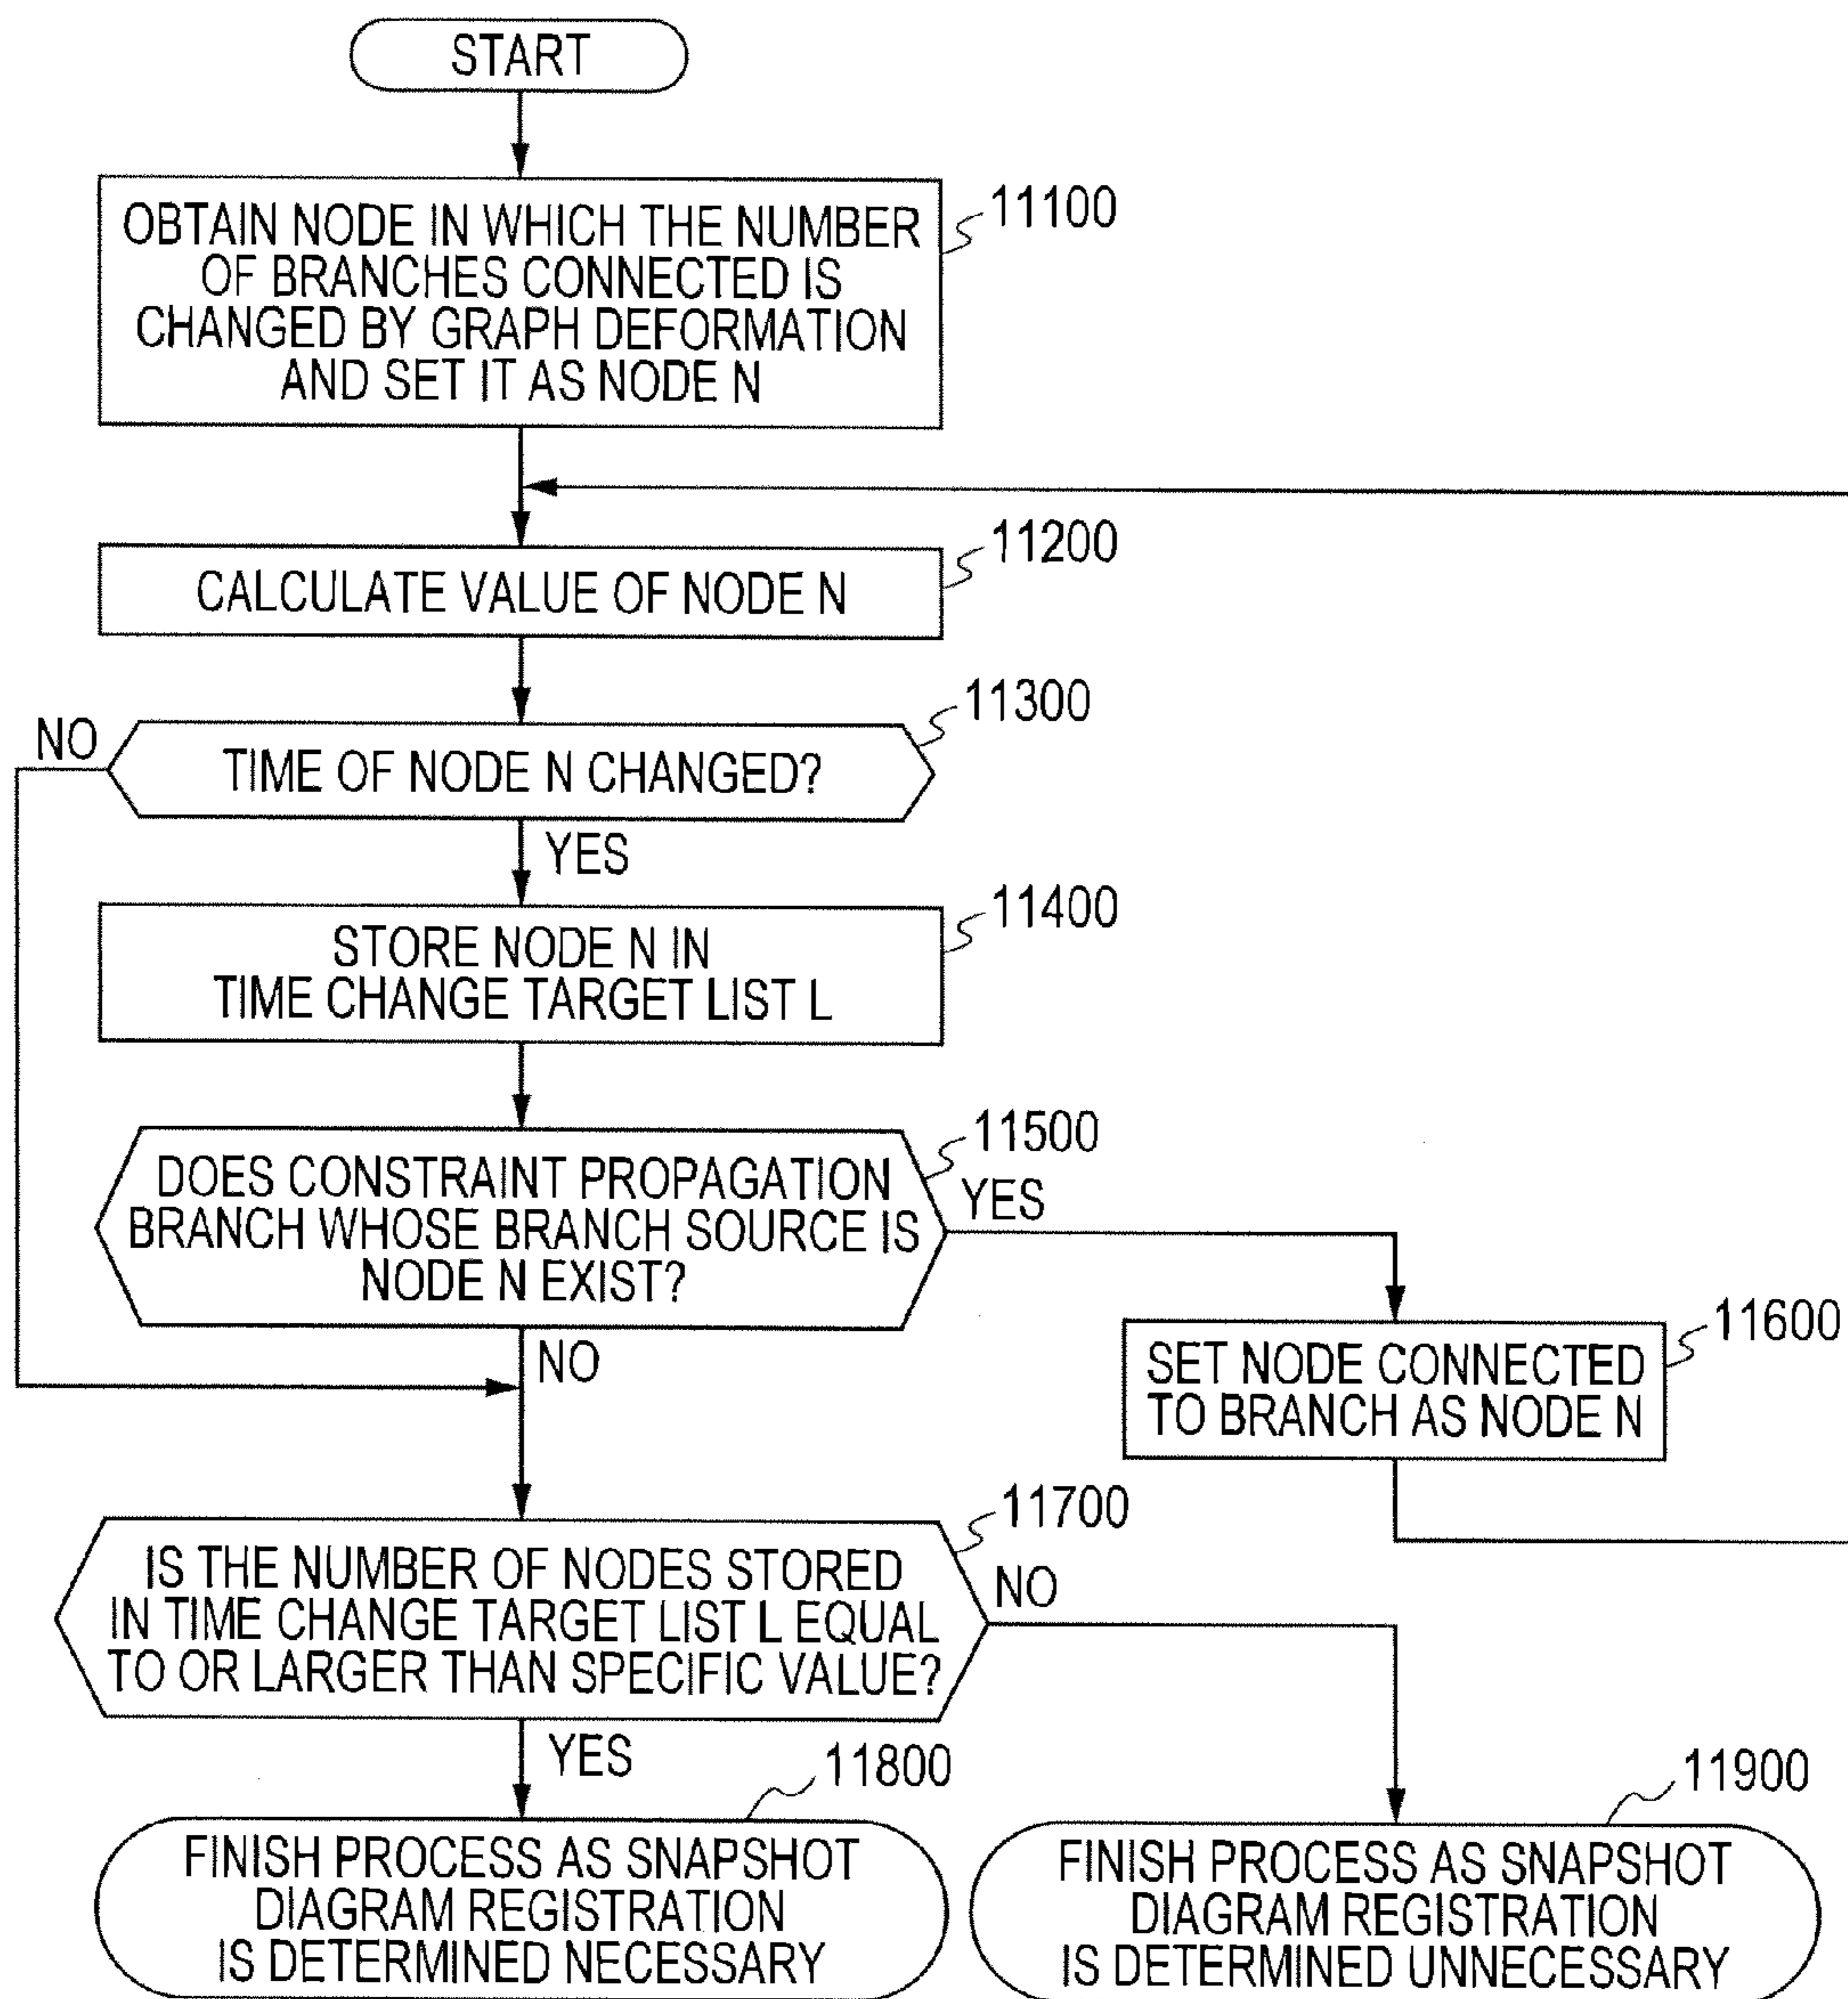 START
OBTAIN NODE IN WHICH THE NUMBER
OF BRANCHES CONNECTED IS
CHANGED BY GRAPH DEFORMATION
AND SET IT AS NODE N
11100
CALCULATE VALUE OF NODE N
11200
TIME OF NODE N CHANGED?
11300
NO
YES
STORE NODE N IN
TIME CHANGE TARGET LIST L
11400
DOES CONSTRAINT PROPAGATION
BRANCH WHOSE BRANCH SOURCE IS
NODE N EXIST?
11500
YES
NO
SET NODE CONNECTED
TO BRANCH AS NODE N
11600
IS THE NUMBER OF NODES STORED
IN TIME CHANGE TARGET LIST L EQUAL
TO OR LARGER THAN SPECIFIC VALUE?
11700
NO
YES
FINISH PROCESS AS SNAPSHOT
DIAGRAM REGISTRATION
IS DETERMINED NECESSARY
11800
FINISH PROCESS AS SNAPSHOT
DIAGRAM REGISTRATION
IS DETERMINED UNNECESSARY
11900